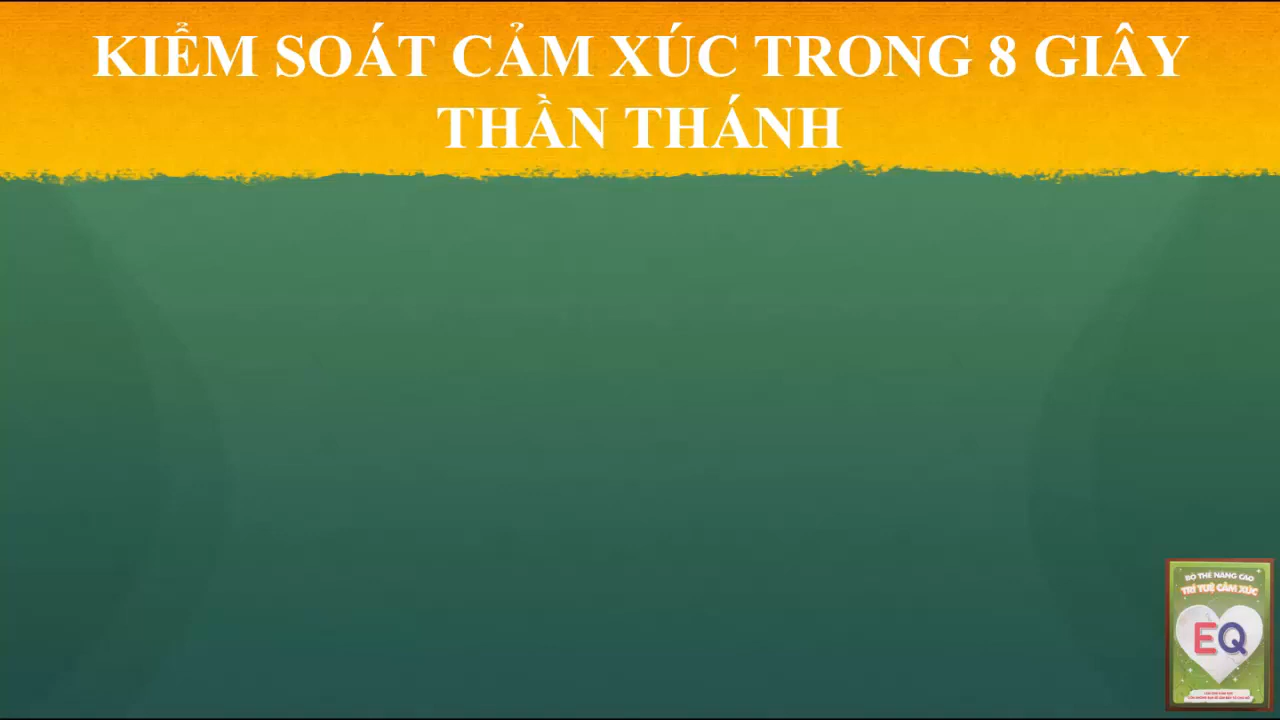 KIỂM SOÁT CẢM XÚC TRONG 8 GIÂY
THẦN THÁNH
BỘ THẺ NÂNG CAO
TRÍ TUỆ CẢM XÚC
EQ